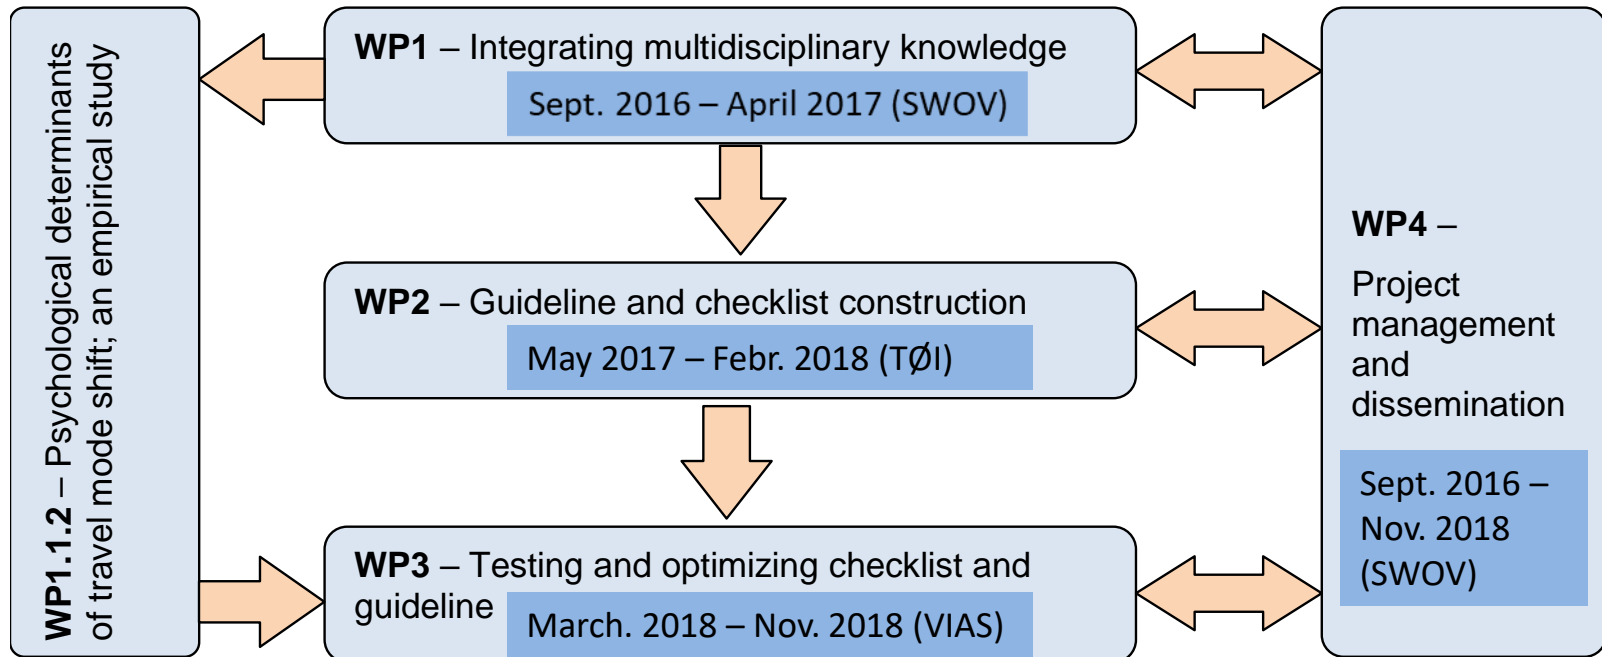 WP1.1.2 – Psychological determinants
of travel mode shift; an empirical study
WP1 – Integrating multidisciplinary knowledge
Sept. 2016 – April 2017 (SWOV)
WP2 – Guideline and checklist construction
May 2017 – Febr. 2018 (TØI)
WP3 – Testing and optimizing checklist and
guideline
March. 2018 – Nov. 2018 (VIAS)
WP4 –
Project
management
and
dissemination
Sept. 2016 –
Nov. 2018
(SWOV)